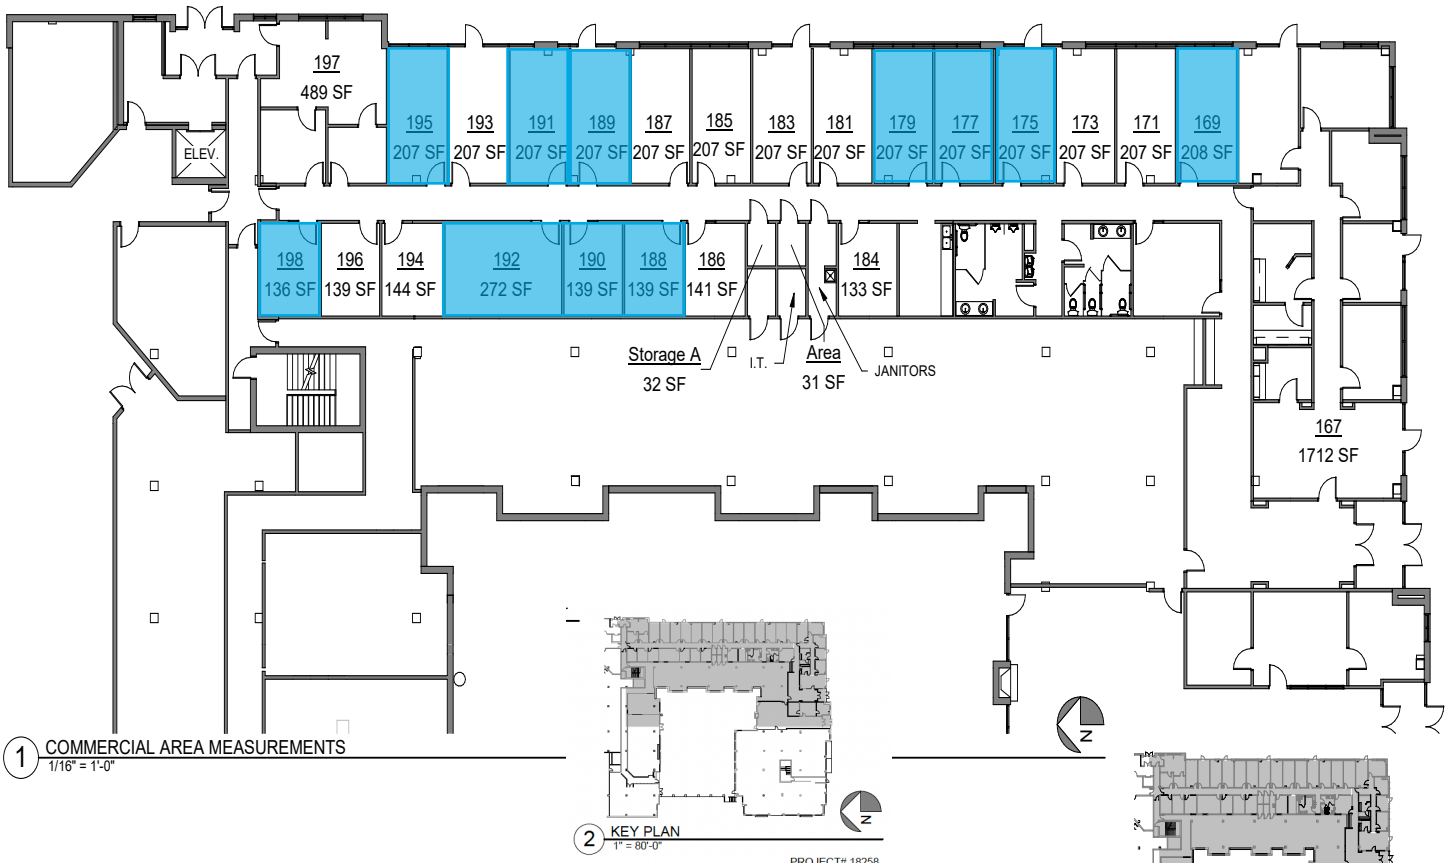 197
489 SF
ELEV.
195
193
191
189
187
185
183
181
179
177
175
173
171
169
207 SF
207 SF
207 SF
207 SF
207 SF
207 SF
207 SF
207 SF
207 SF
207 SF
207 SF
207 SF
207 SF
208 SF
198
196
194
192
190
188
186
184
136 SF
139 SF
144 SF
272 SF
139 SF
139 SF
141 SF
133 SF
Storage A
32 SF
I.T.
Area
31 SF
JANITORS
167
1712 SF
N
1
COMMERCIAL AREA MEASUREMENTS
1/16" = 1'-0"
N
2
KEY PLAN
1" = 80'-0"
PROJECT# 18258